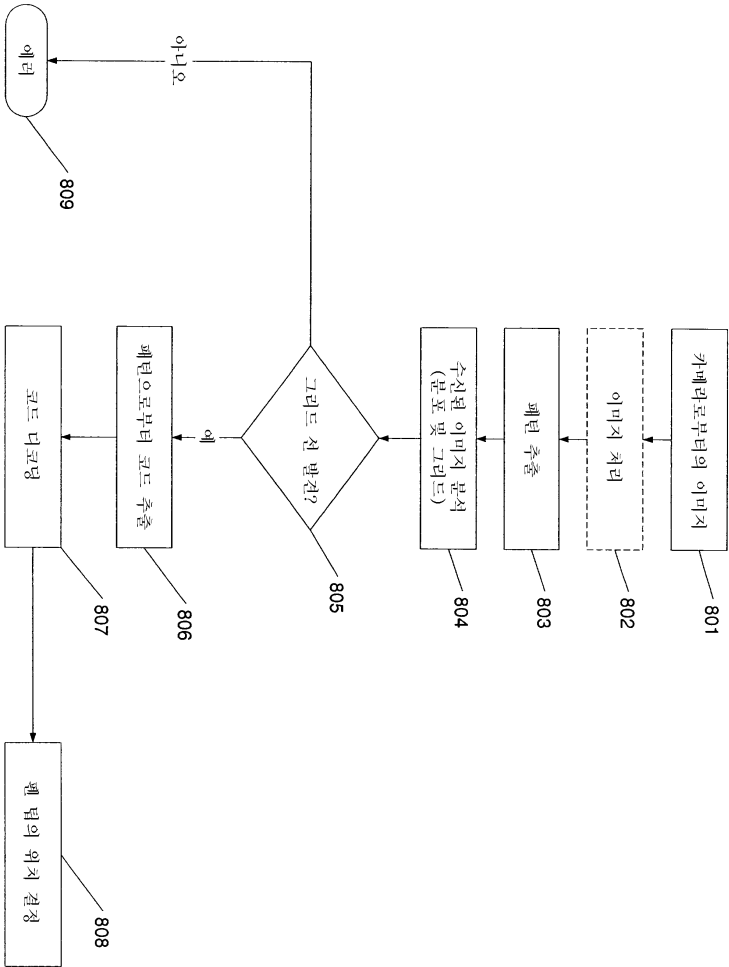 카메라로부터의 이미지
801
이미지 처리
802
패턴 추출
803
수신된 이미지 분석
(분포 및 그리드)
804
그리드 선 발견?
805
아니오
예
패턴으로부터 코드 추출
806
코드 디코딩
807
펜 팁의 위치 결정
808
에러
809